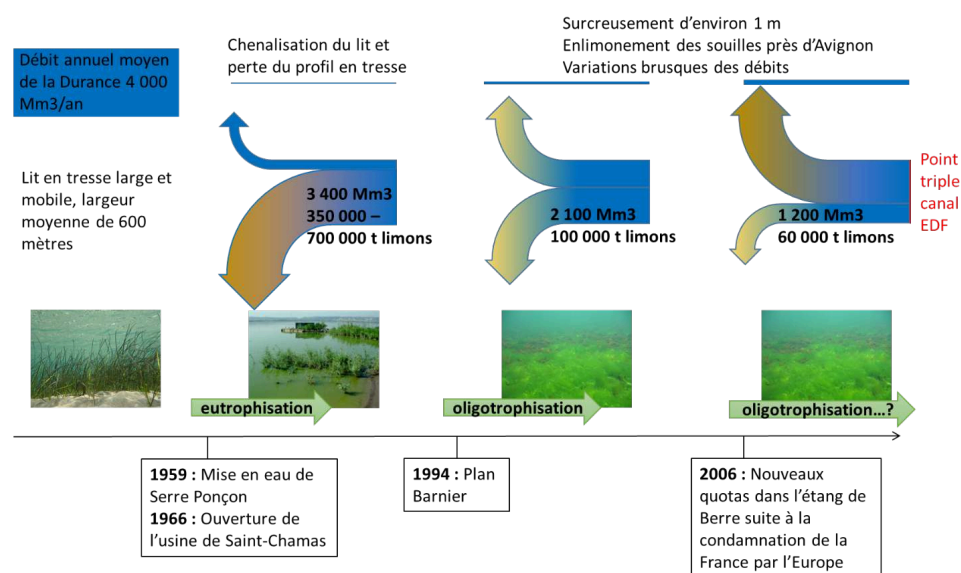 Débit annuel moyen
de la Durance 4 000
Mm3/an
Chenalisation du lit et
perte du profil en tresse
Surcreusement d’environ 1 m
Enlimonement des souilles près d’Avignon
Variations brusques des débits
Lit en tresse large et
mobile, largeur
moyenne de 600
mètres
3 400 Mm3
350 000 –
700 000 t limons
2 100 Mm3
100 000 t limons
1 200 Mm3
60 000 t limons
Point
triple
canal
EDF
eutrophisation
oligotrophisation
oligotrophisation...?
1959 : Mise en eau de
Serre Ponçon
1966 : Ouverture de
l’usine de Saint-Chamas
1994 : Plan
Barnier
2006 : Nouveaux
quotas dans l’étang de
Berre suite à la
condamnation de la
France par l’Europe